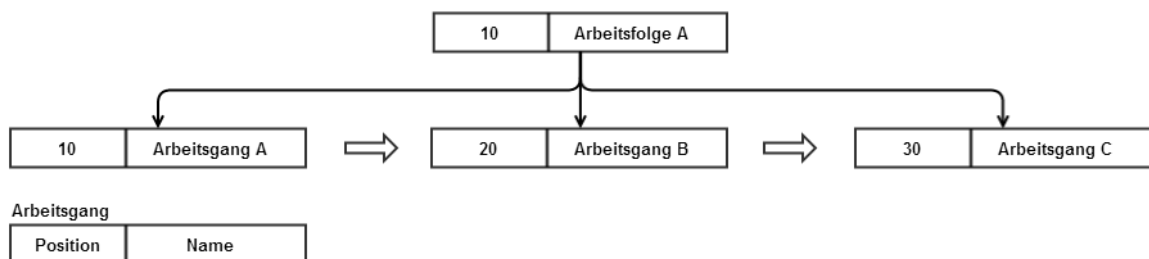 10 Arbeitsfolge A
10 Arbeitsgang A 20 Arbeitsgang B 30 Arbeitsgang C
Arbeitsgang
Position Name